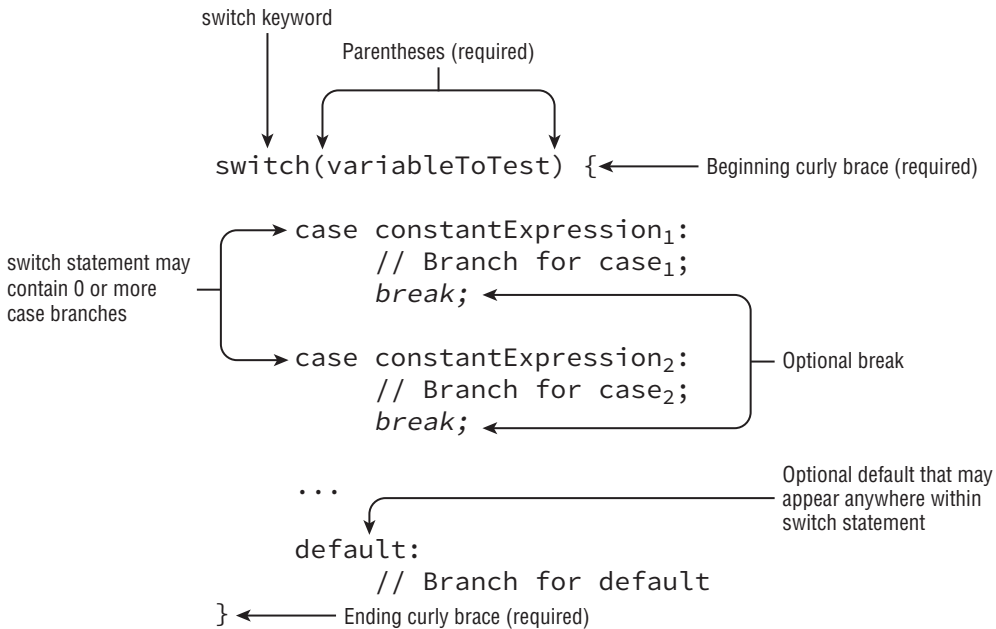 switch keyword
Parentheses (required)
switch(variableToTest) {
Beginning curly brace (required)
case constantExpression₁:
// Branch for case₁;
break;
switch statement may
contain 0 or more
case branches
case constantExpression₂:
// Branch for case₂;
break;
Optional break
...
Optional default that may
appear anywhere within
switch statement
default:
// Branch for default
}
Ending curly brace (required)